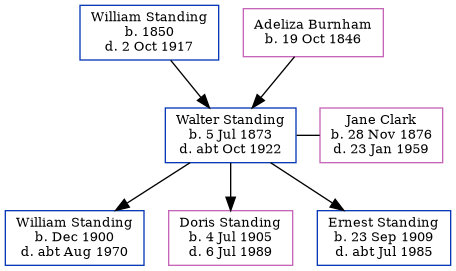 William Standing
b. 1850
d. 2 Oct 1917
Adeliza Burnham
b. 19 Oct 1846
Walter Standing
b. 5 Jul 1873
d. abt Oct 1922
Jane Clark
b. 28 Nov 1876
d. 23 Jan 1959
William Standing
b. Dec 1900
d. abt Aug 1970
Doris Standing
b. 4 Jul 1905
d. 6 Jul 1989
Ernest Standing
b. 23 Sep 1909
d. abt Jul 1985